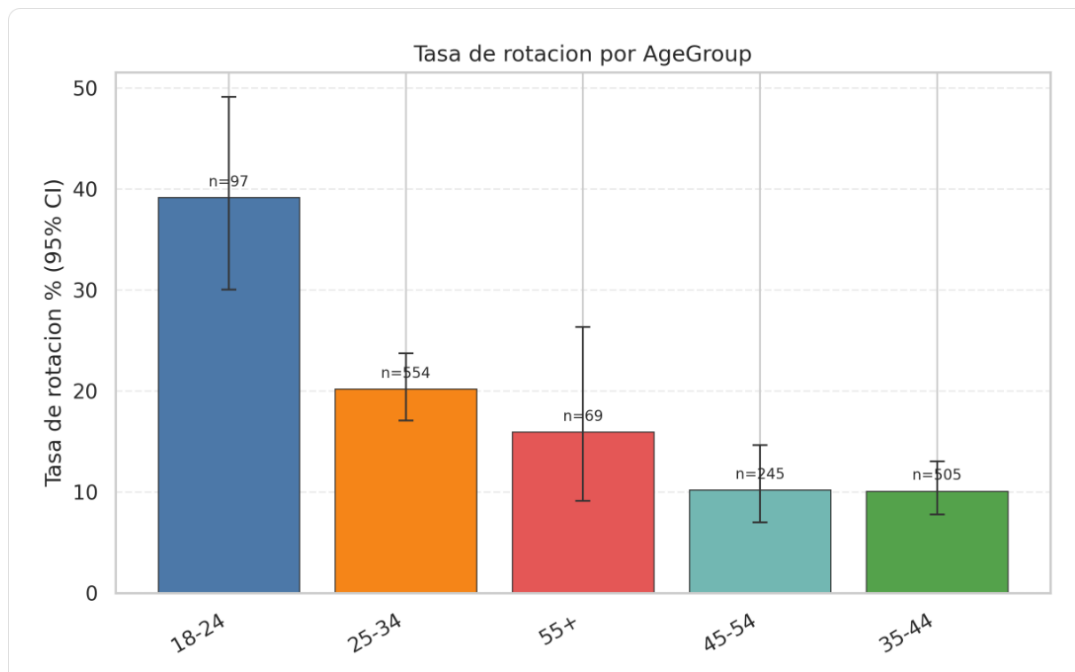 Tasa de rotacion por AgeGroup
Tasa de rotacion % (95% CI)
50
40
30
20
10
0
n=97
n=554
n=69
n=245
n=505
18-24
25-34
55+
45-54
35-44